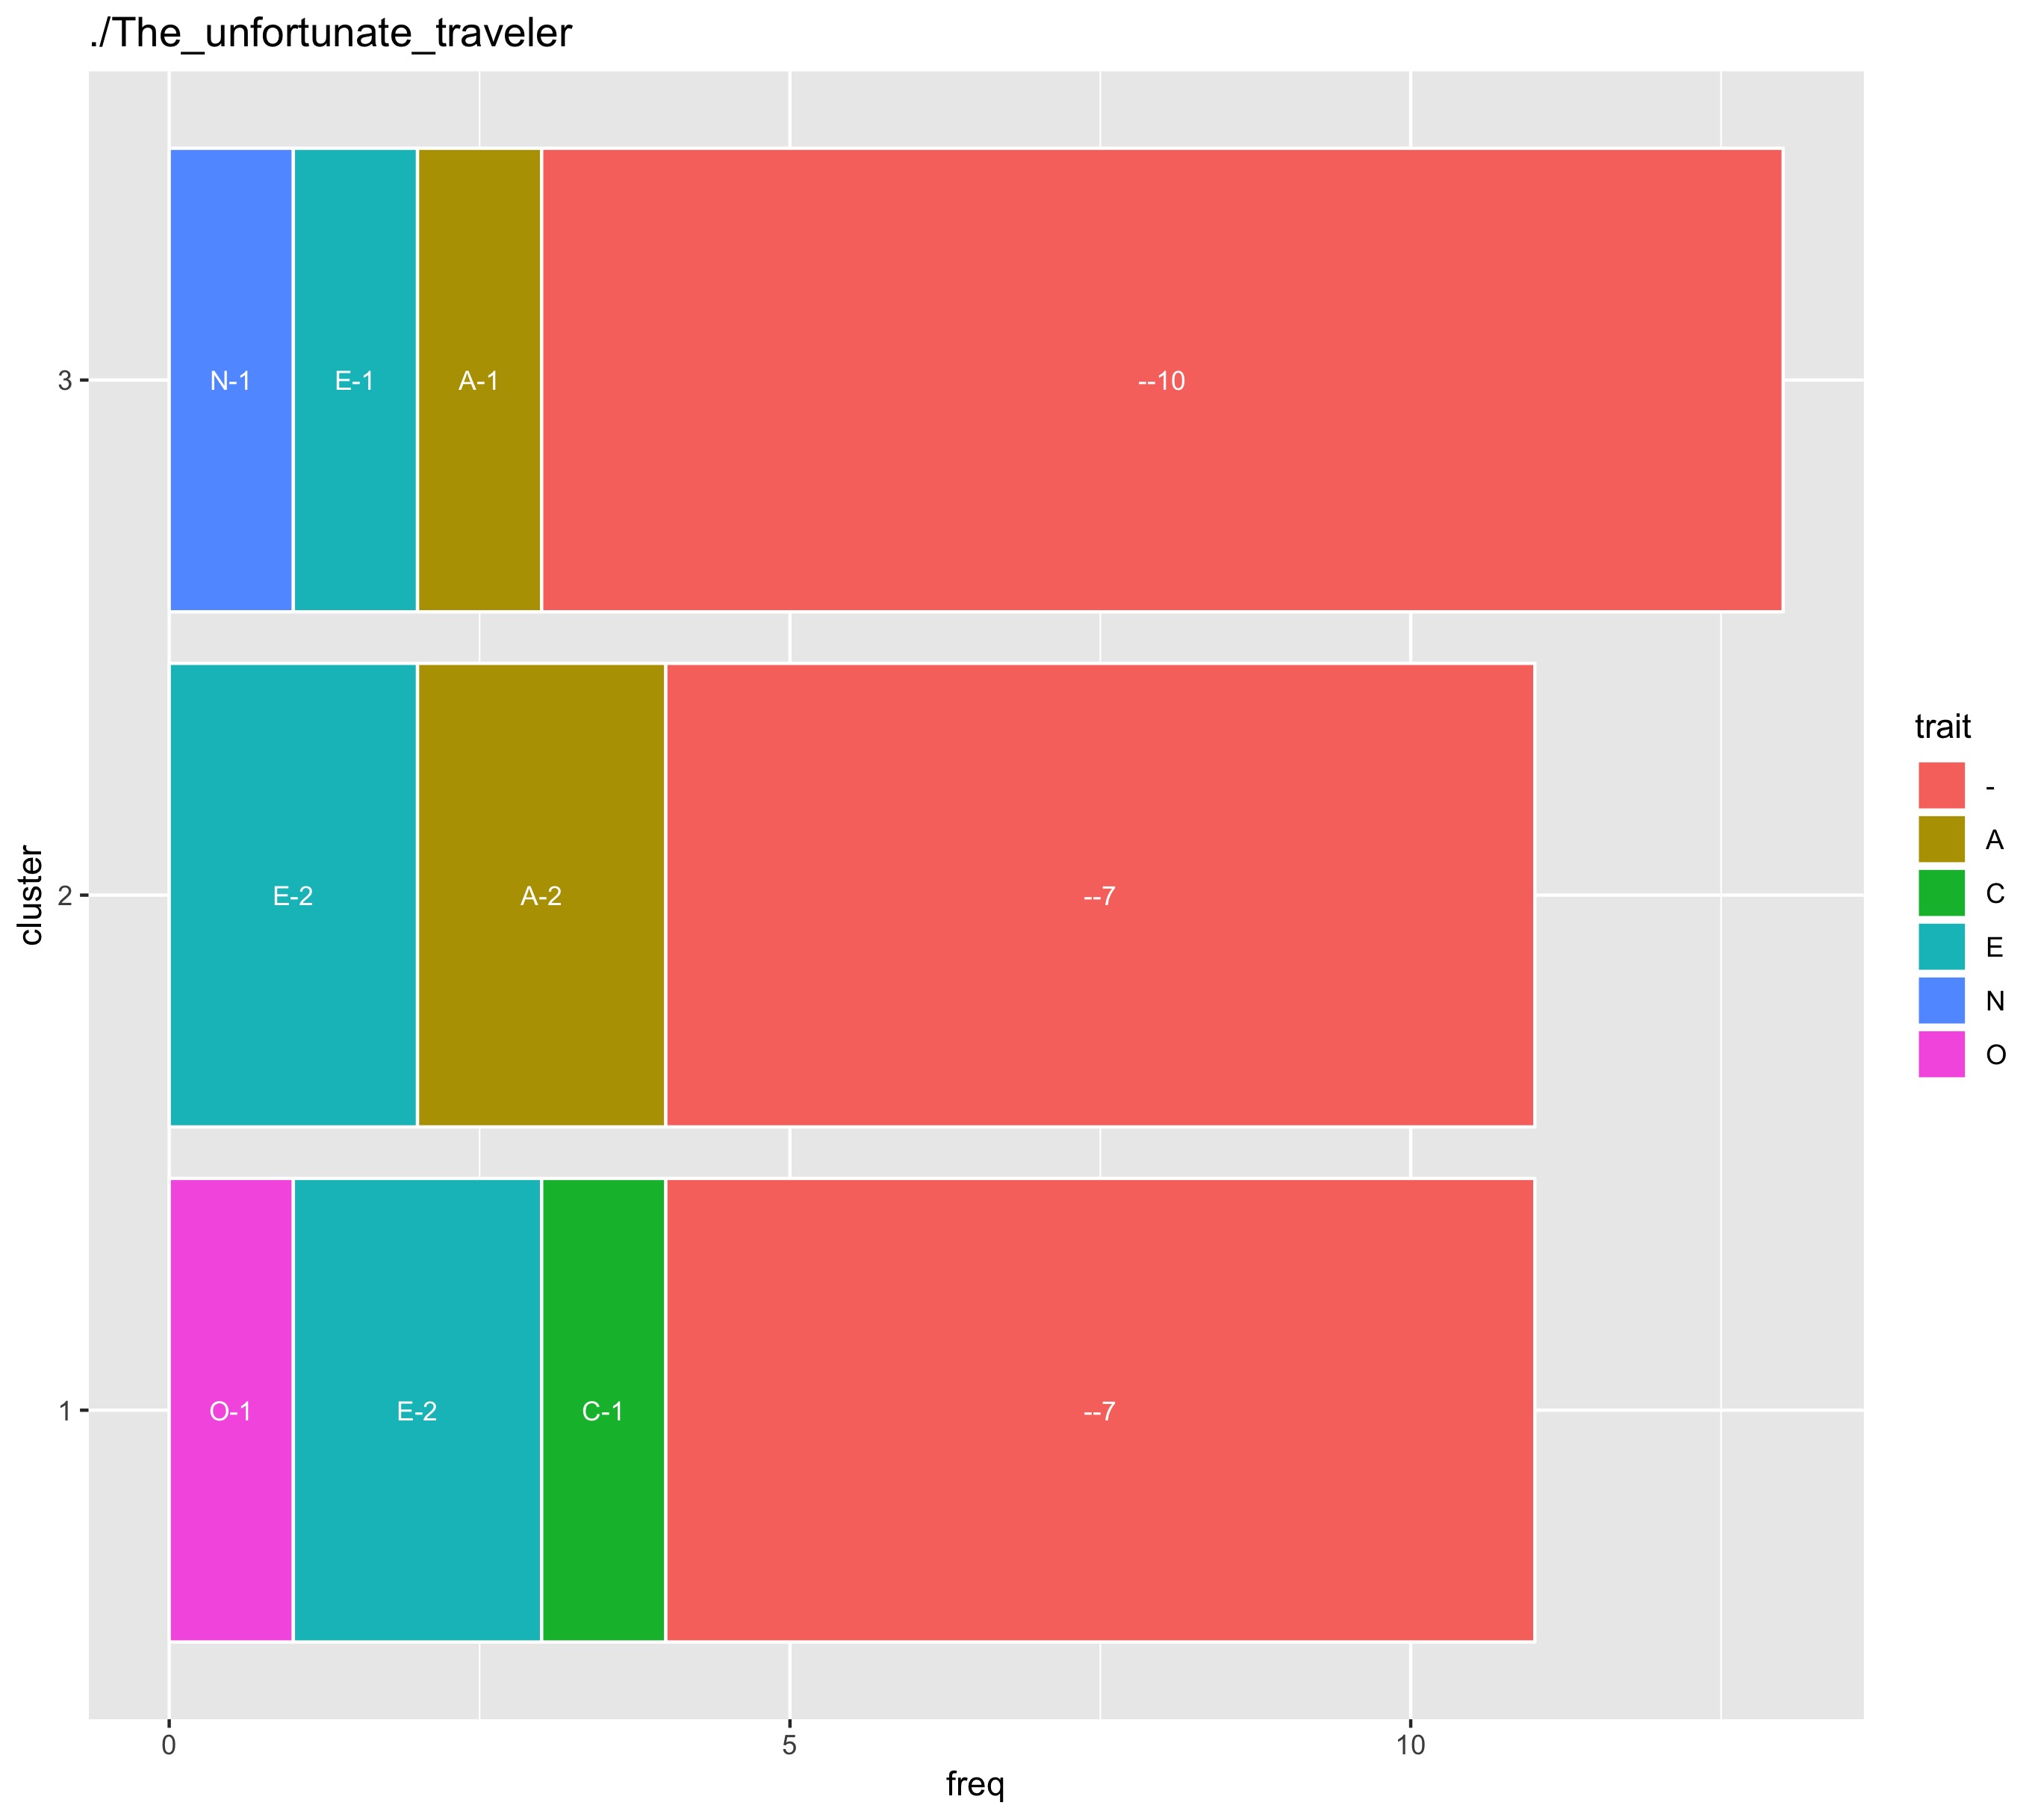 ./The_unfortunate_traveler
3
N-1 E-1 A-1 --10
2
E-2 A-2 --7
1
O-1 E-2 C-1 --7
0 5 10
freq
cluster
trait
-
A
C
E
N
O